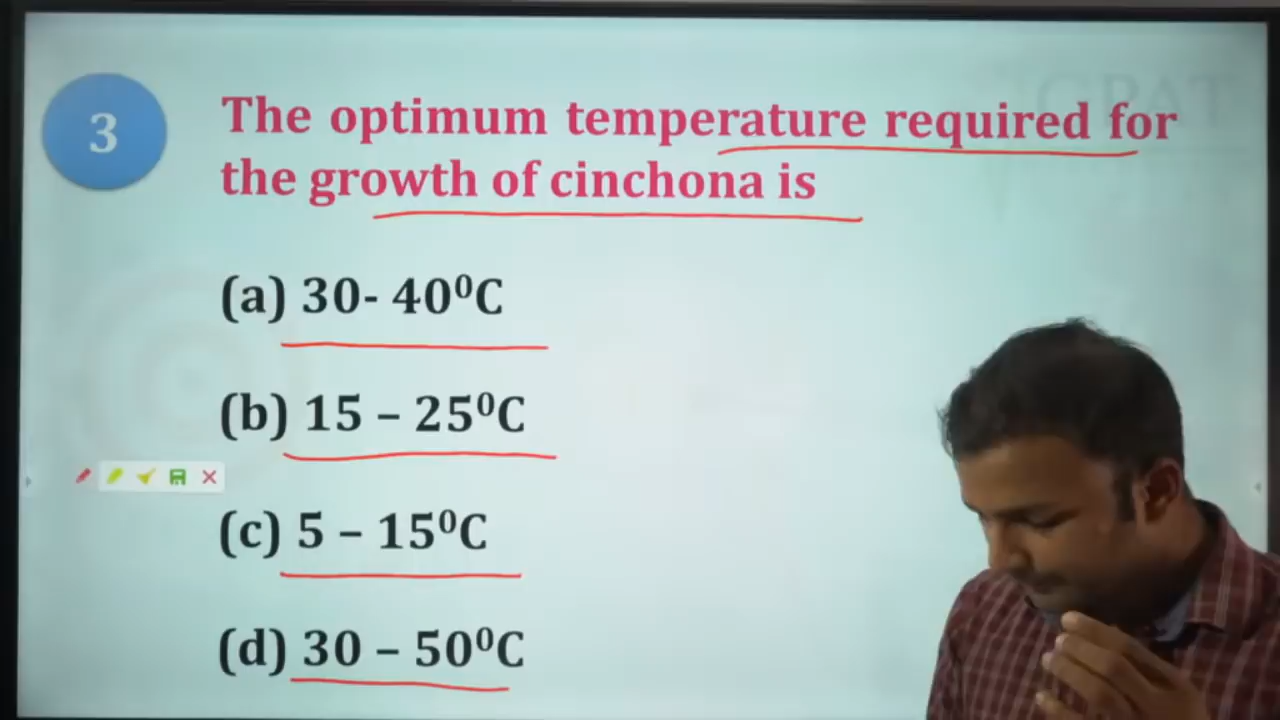 GPAT
3
The optimum temperature required for
the growth of cinchona is
(a) 30- 40⁰C
(b) 15 – 25⁰C
(c) 5 – 15⁰C
(d) 30 – 50⁰C